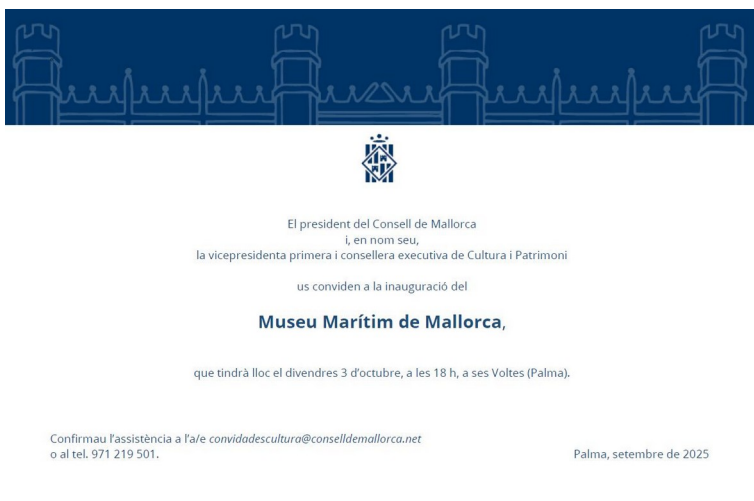 El president del Consell de Mallorca
i, en nom seu,
la vicepresidenta primera i consellera executiva de Cultura i Patrimoni
us conviden a la inauguració del
Museu Marítim de Mallorca,
que tindrà lloc el divendres 3 d’octubre, a les 18 h, a ses Voltes (Palma).
Confirmau l’assistència a l’a/e convidadescultura@conselldemallorca.net
o al tel. 971 219 501.
Palma, setembre de 2025